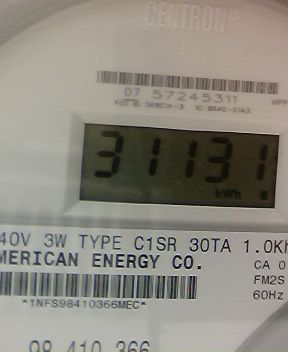 CENTRON®
07 57245311
31131
kWh
40V 3W TYPE C1SR 30TA 1.0Kh
MERICAN ENERGY CO.
CA 0
FM2S
60Hz
*1NFS98410366MEC*
98 410 366